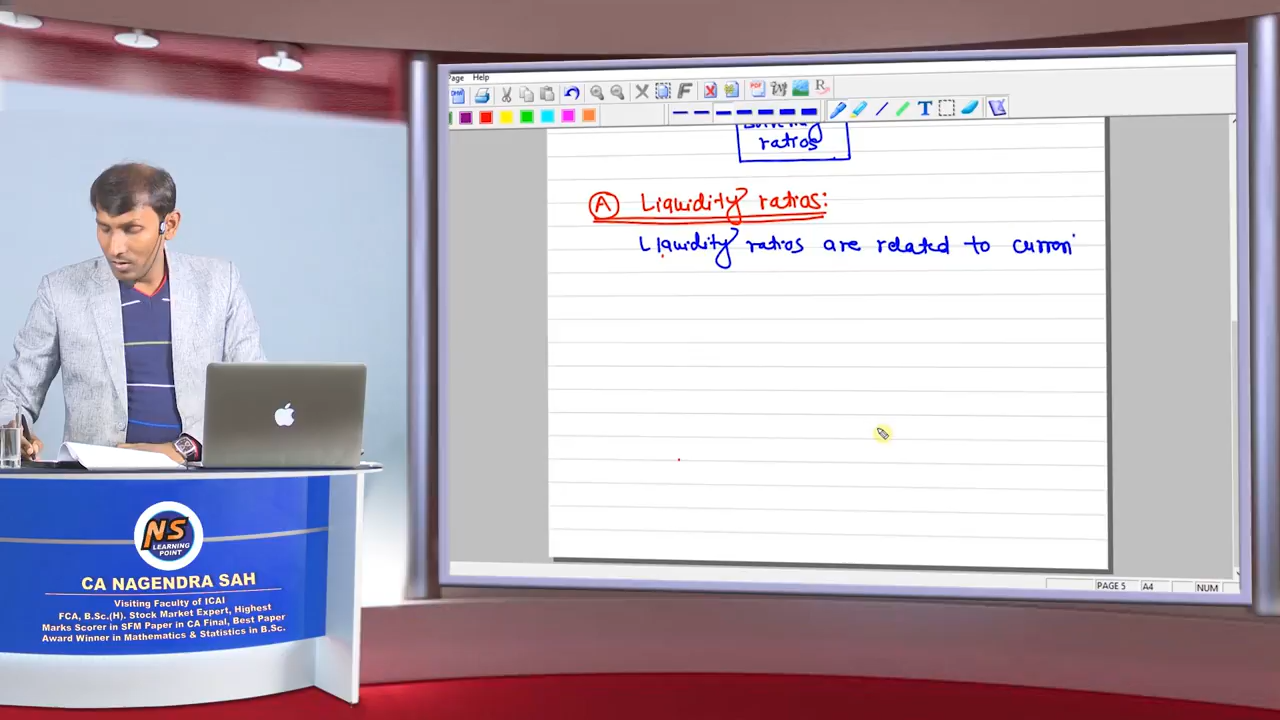 Page Help
F
PDF
T
ratios
A Liquidity ratios:
Liquidity ratios are related to curren
PAGE 5 A4 NUM
NS
LEARNING
POINT
CA NAGENDRA SAH
Visiting Faculty of ICAI
FCA, B.Sc.(H). Stock Market Expert, Highest
Marks Scorer in SFM Paper in CA Final, Best Paper
Award Winner in Mathematics & Statistics in B.Sc.